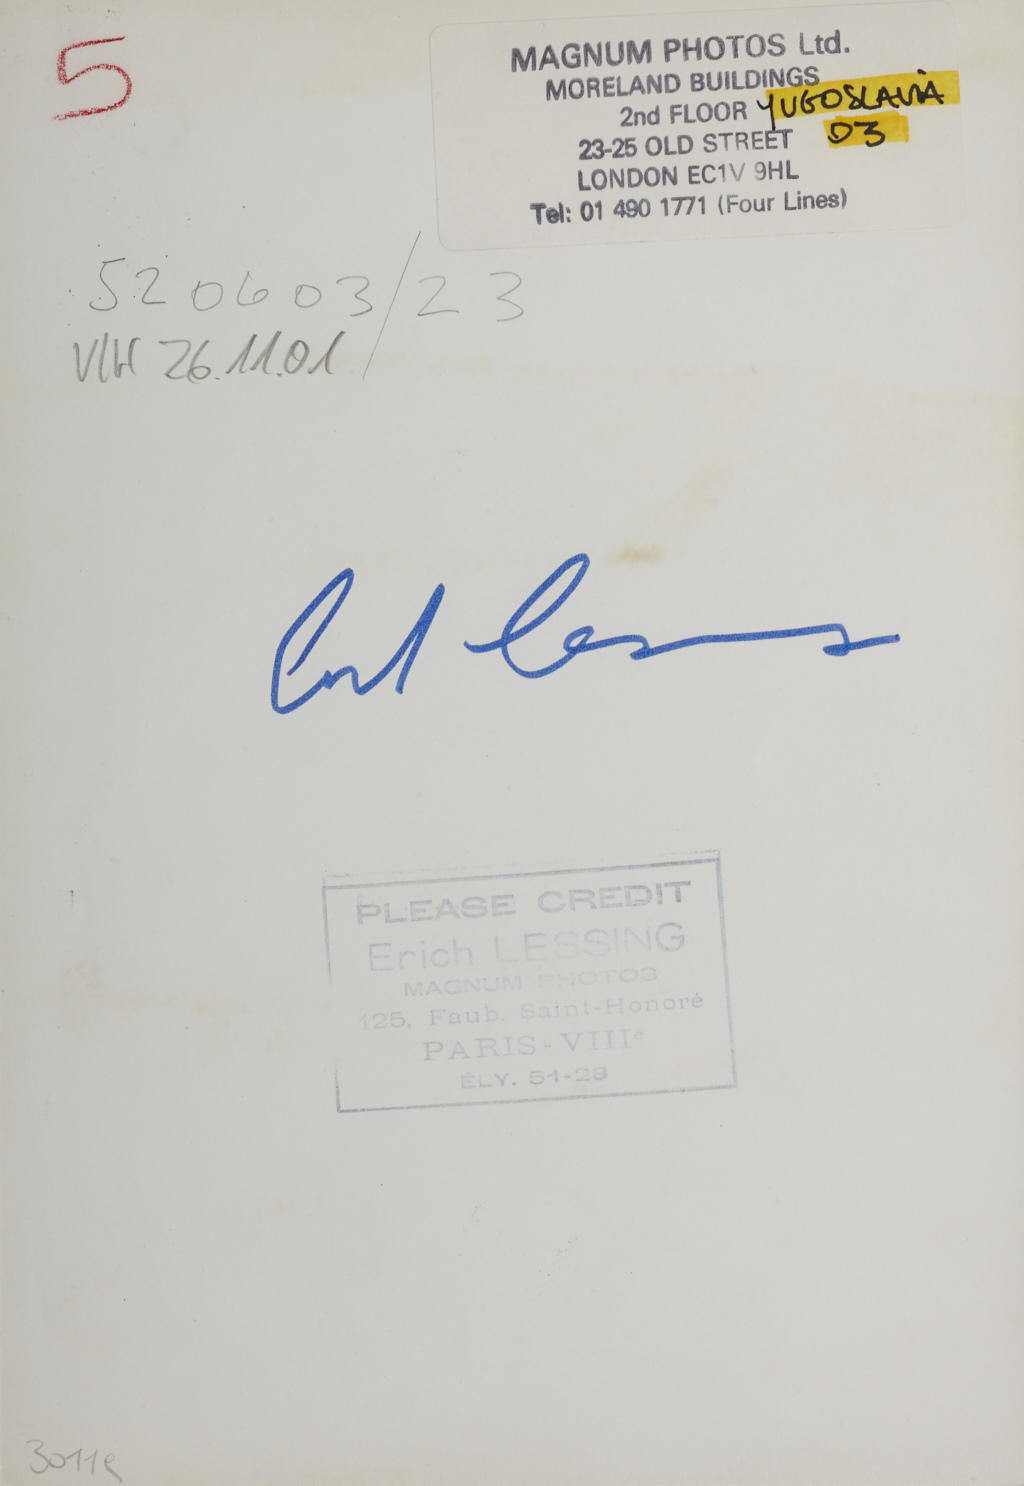 5
MAGNUM PHOTOS Ltd.
MORELAND BUILDINGS
2nd FLOOR YUGOSLAVIA
23-25 OLD STREET D3
LONDON EC1V 9HL
Tel: 01 490 1771 (Four Lines)
520603/23
VIW 26.11.01
PLEASE CREDIT
Erich LESSING
MAGNUM PHOTOS
125, Faub. Saint-Honoré
PARIS-VIIIe
ÉLY. 51-28